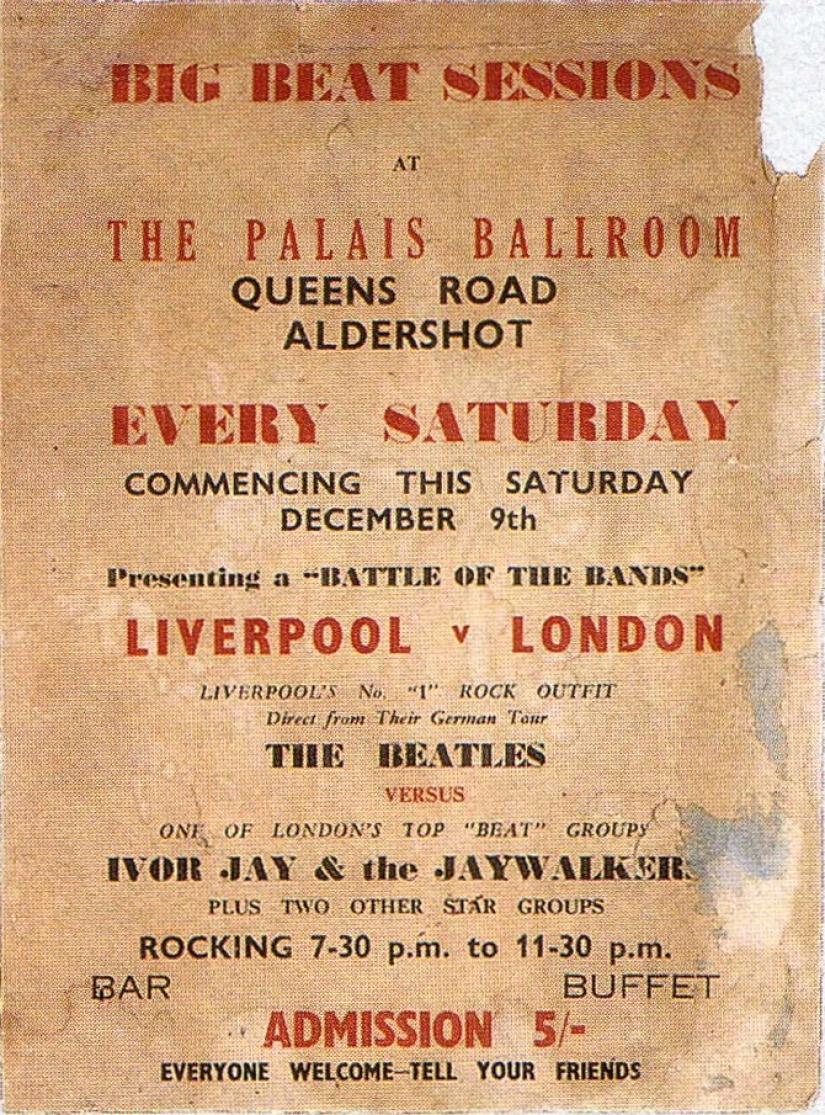 BIG BEAT SESSIONS
AT
THE PALAIS BALLROOM
QUEENS ROAD
ALDERSHOT
EVERY SATURDAY
COMMENCING THIS SATURDAY
DECEMBER 9th
Presenting a "BATTLE OF THE BANDS"
LIVERPOOL v LONDON
LIVERPOOL'S No. "1" ROCK OUTFIT
Direct from Their German Tour
THE BEATLES
VERSUS
ONE OF LONDON'S TOP "BEAT" GROUPS
IVOR JAY & the JAYWALKERS
PLUS TWO OTHER STAR GROUPS
ROCKING 7-30 p.m. to 11-30 p.m.
BAR BUFFET
ADMISSION 5/-
EVERYONE WELCOME—TELL YOUR FRIENDS